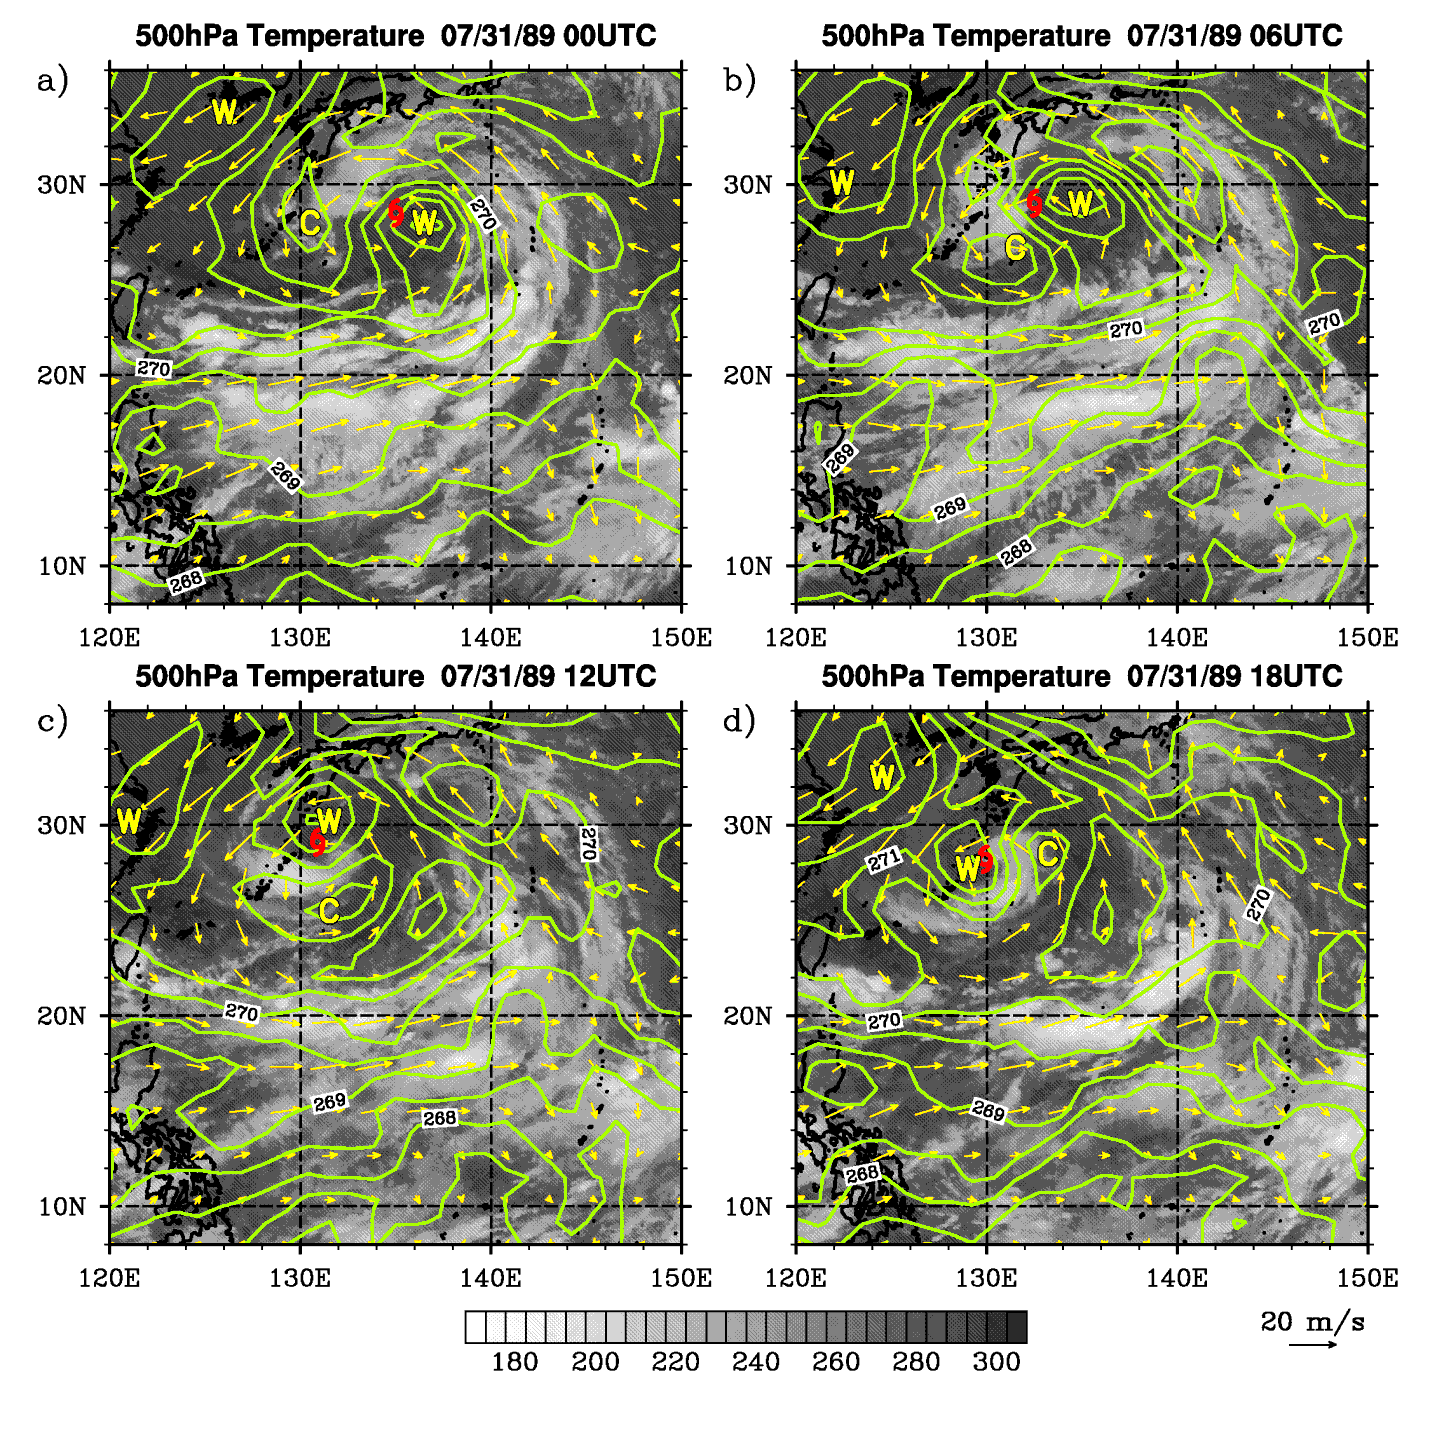 500hPa Temperature 07/31/89 00UTC
a)
W
C
W
270
270
269
268
30N
20N
10N
120E 130E 140E 150E
500hPa Temperature 07/31/89 06UTC
b)
W
W
C
270
270
269
269
268
30N
20N
10N
120E 130E 140E 150E
500hPa Temperature 07/31/89 12UTC
c)
W
W
C
270
270
269
268
30N
20N
10N
120E 130E 140E 150E
500hPa Temperature 07/31/89 18UTC
d)
W
W
C
271
270
270
269
268
30N
20N
10N
120E 130E 140E 150E
180 200 220 240 260 280 300
20 m/s